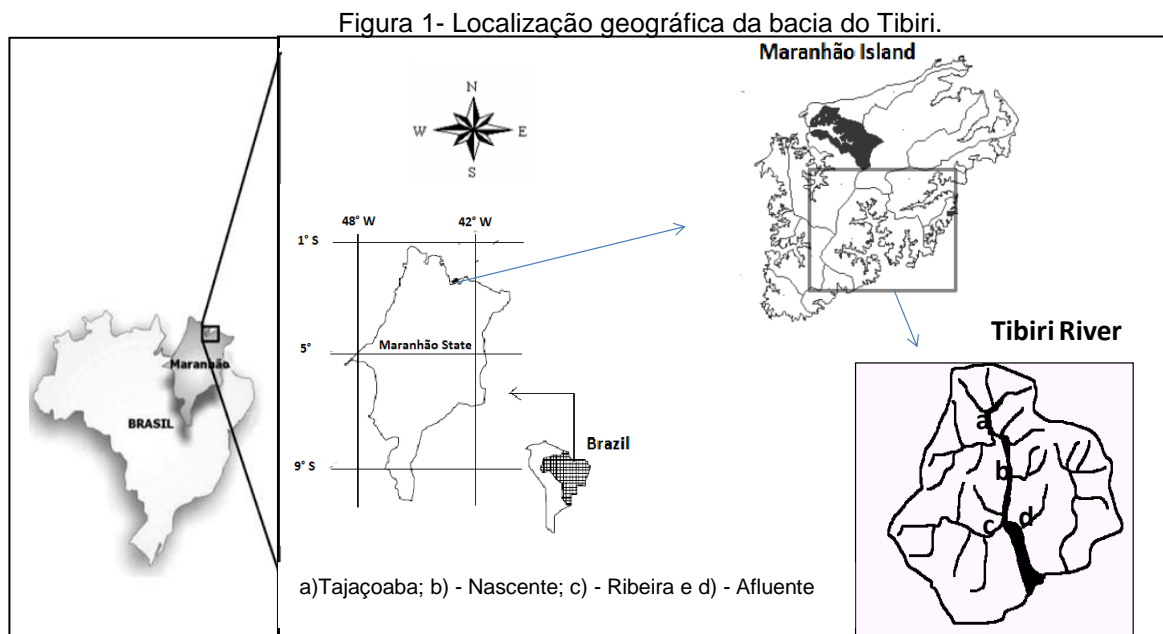 Figura 1- Localização geográfica da bacia do Tibiri.
Maranhão Island
N
W E
S
48° W 42° W
1° S
5°
9° S
Maranhão State
Maranhão
BRASIL
Brazil
Tibiri River
a
b
c d
a)Tajaçoaba; b) - Nascente; c) - Ribeira e d) - Afluente